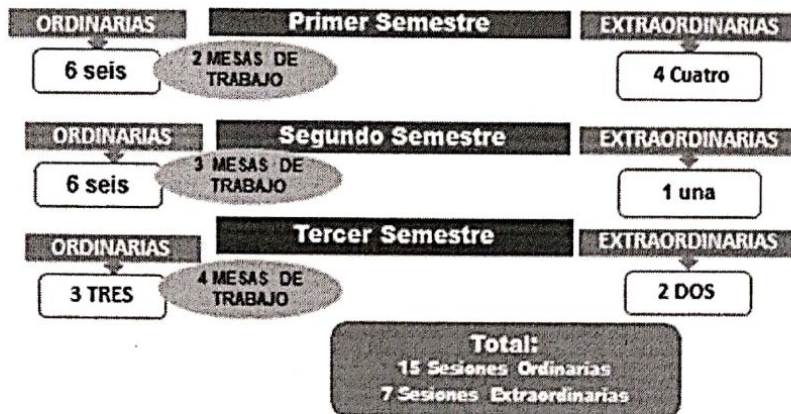 ORDINARIAS
Primer Semestre
EXTRAORDINARIAS
6 seis
2 MESAS DE
TRABAJO
4 Cuatro
ORDINARIAS
Segundo Semestre
EXTRAORDINARIAS
6 seis
3 MESAS DE
TRABAJO
1 una
ORDINARIAS
Tercer Semestre
EXTRAORDINARIAS
3 TRES
4 MESAS DE
TRABAJO
2 DOS
Total:
15 Sesiones Ordinarias
7 Sesiones Extraordinarias